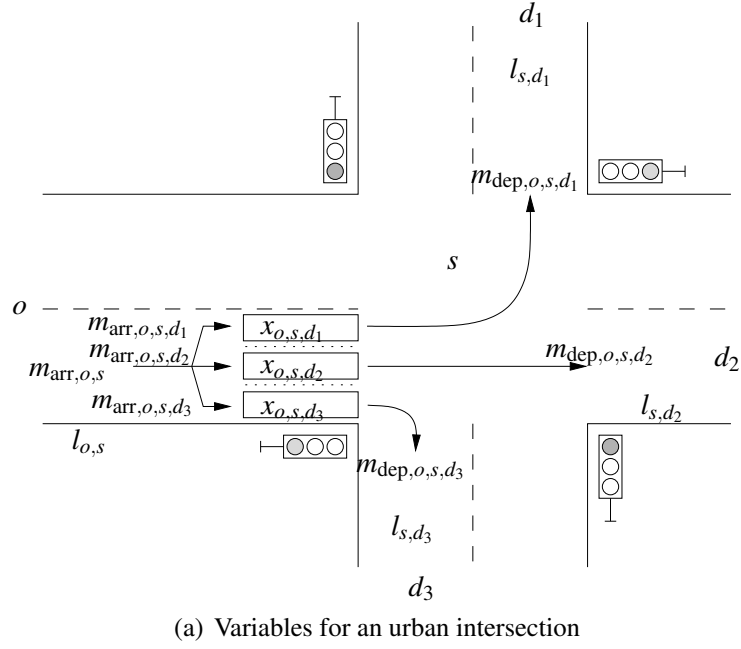 d₁
l_{s,d₁}
m_{dep,o,s,d₁}
s
o
m_{arr,o,s,d₁}
x_{o,s,d₁}
m_{arr,o,s,d₂}
x_{o,s,d₂}
m_{dep,o,s,d₂}
d₂
m_{arr,o,s}
m_{arr,o,s,d₃}
x_{o,s,d₃}
l_{s,d₂}
l_{o,s}
m_{dep,o,s,d₃}
l_{s,d₃}
d₃
(a) Variables for an urban intersection